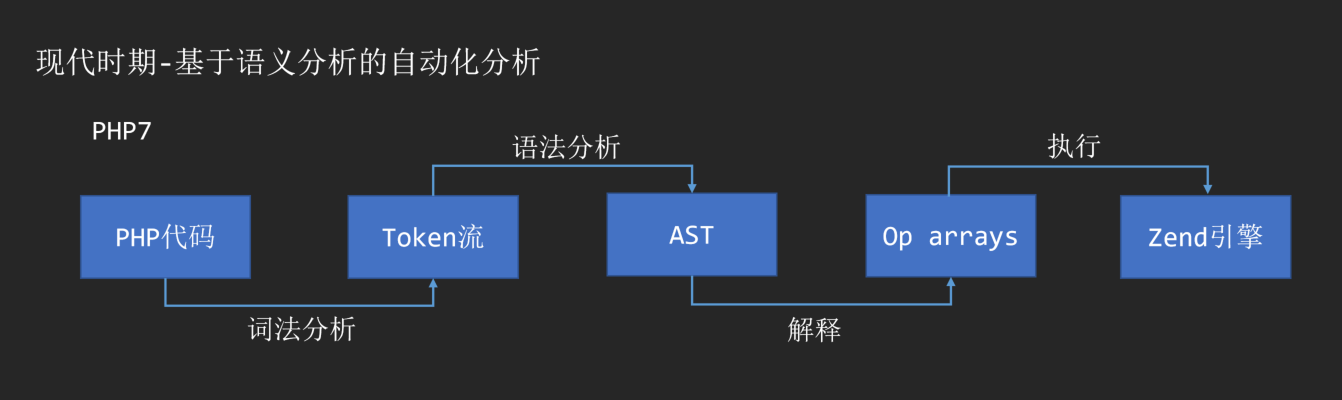 现代时期-基于语义分析的自动化分析
PHP7
语法分析
执行
PHP代码
Token流
AST
Op arrays
Zend引擎
词法分析
解释